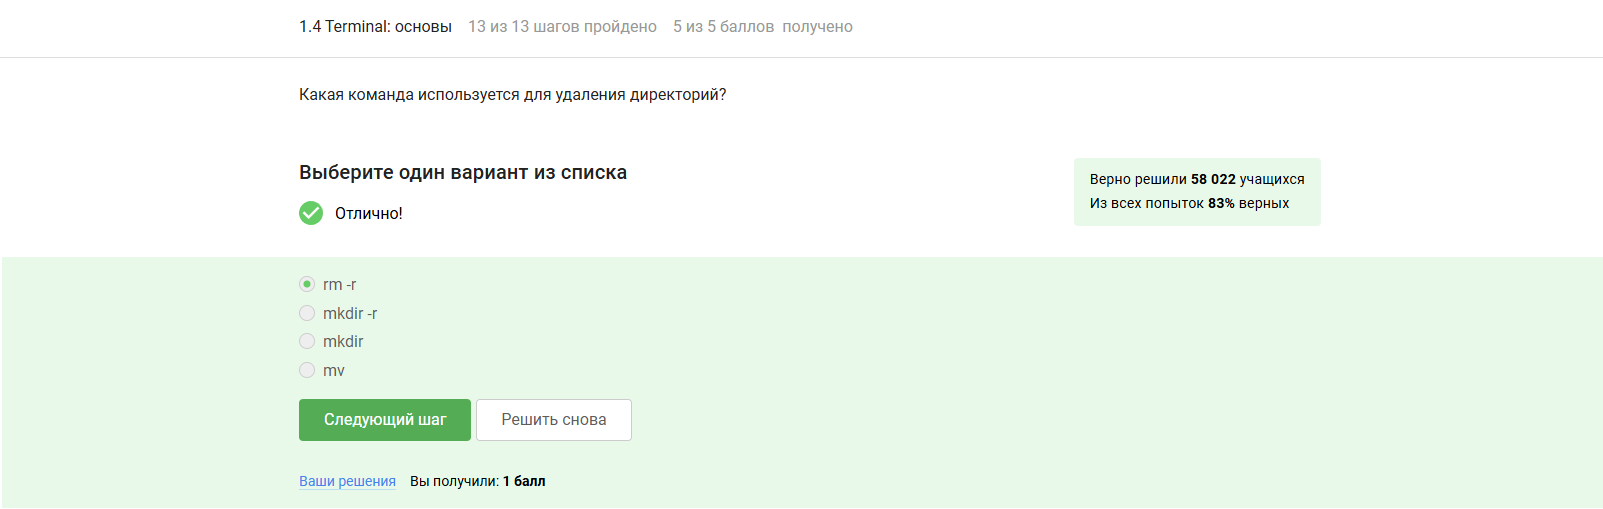 1.4 Terminal: основы 13 из 13 шагов пройдено 5 из 5 баллов получено
Какая команда используется для удаления директорий?
Выберите один вариант из списка
Отлично!
Верно решили 58 022 учащихся
Из всех попыток 83% верных
rm -r
mkdir -r
mkdir
mv
Следующий шаг
Решить снова
Ваши решения Вы получили: 1 балл